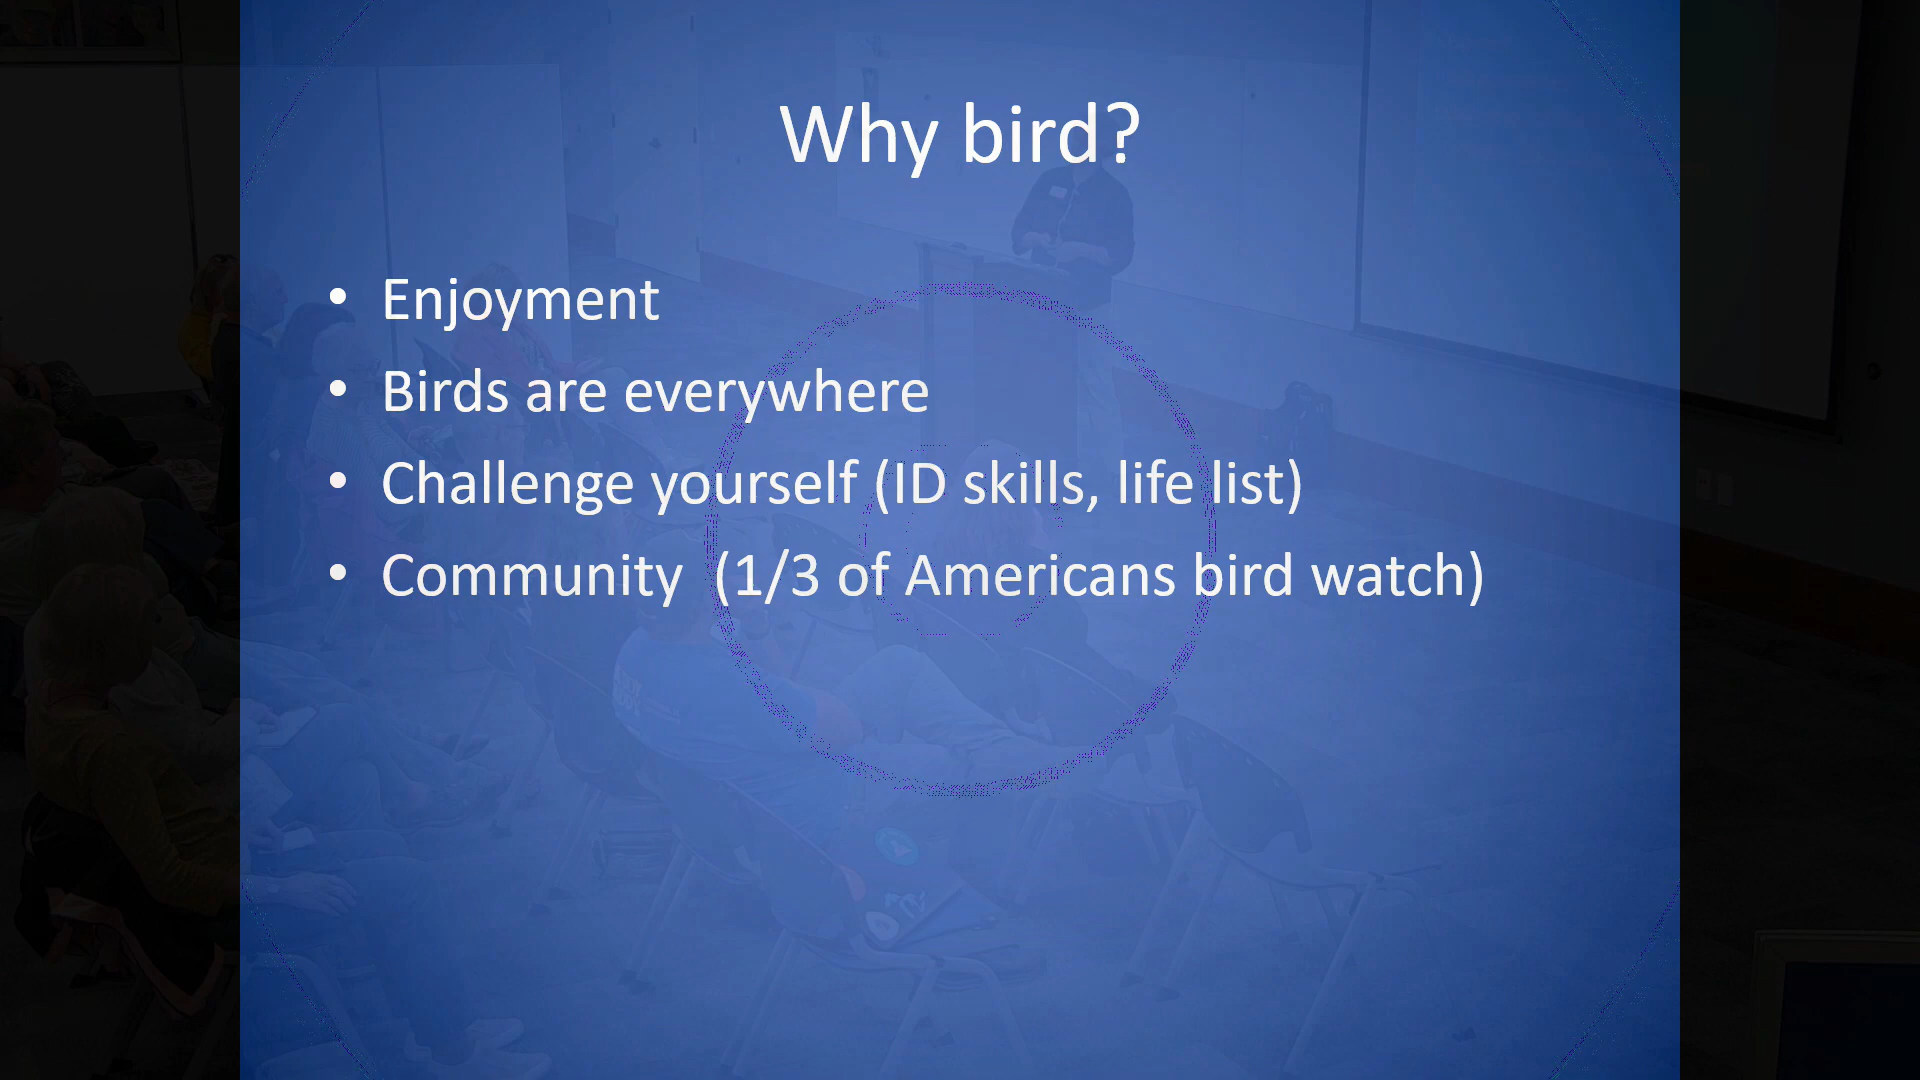 Why bird?
• Enjoyment
• Birds are everywhere
• Challenge yourself (ID skills, life list)
• Community (1/3 of Americans bird watch)